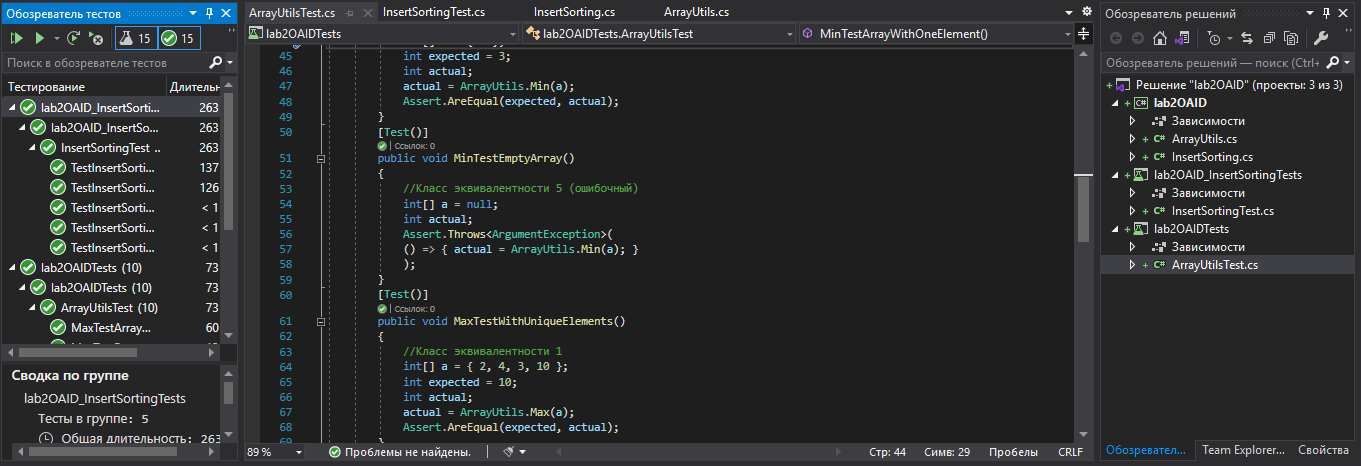 Обозреватель тестов
15
15
Поиск в обозревателе тестов
Тестирование
Длительн
lab2OAID_InsertSorti... 263
lab2OAID_InsertSo... 263
InsertSortingTest .. 263
TestInsertSorti... 137
TestInsertSorti... 126
TestInsertSorti... < 1
TestInsertSorti... < 1
TestInsertSorti... < 1
lab2OAIDTests (10) 73
lab2OAIDTests (10) 73
ArrayUtilsTest (10) 73
MaxTestArray... 60
Сводка по группе
lab2OAID_InsertSortingTests
Тесты в группе: 5
Общая длительность: 263
ArrayUtilsTest.cs
InsertSortingTest.cs
InsertSorting.cs
ArrayUtils.cs
lab2OAIDTests
lab2OAIDTests.ArrayUtilsTest
MinTestArrayWithOneElement()
45 int expected = 3;
46 int actual;
47 actual = ArrayUtils.Min(a);
48 Assert.AreEqual(expected, actual);
49 }
50 [Test()]
| Ссылок: 0
51 public void MinTestEmptyArray()
52 {
53 //Класс эквивалентности 5 (ошибочный)
54 int[] a = null;
55 int actual;
56 Assert.Throws<ArgumentException>(
57 () => { actual = ArrayUtils.Min(a); }
58 );
59 }
60 [Test()]
| Ссылок: 0
61 public void MaxTestWithUniqueElements()
62 {
63 //Класс эквивалентности 1
64 int[] a = { 2, 4, 3, 10 };
65 int expected = 10;
66 int actual;
67 actual = ArrayUtils.Max(a);
68 Assert.AreEqual(expected, actual);
69 }
89 %
Проблемы не найдены.
Стр: 44
Симв: 29
Пробелы
CRLF
Обозреватель решений
Обозреватель решений — поиск (Ctrl+
Решение "lab2OAID" (проекты: 3 из 3)
lab2OAID
Зависимости
C# ArrayUtils.cs
C# InsertSorting.cs
lab2OAID_InsertSortingTests
Зависимости
C# InsertSortingTest.cs
lab2OAIDTests
Зависимости
C# ArrayUtilsTest.cs
Обозревател...
Team Explorer...
Свойства